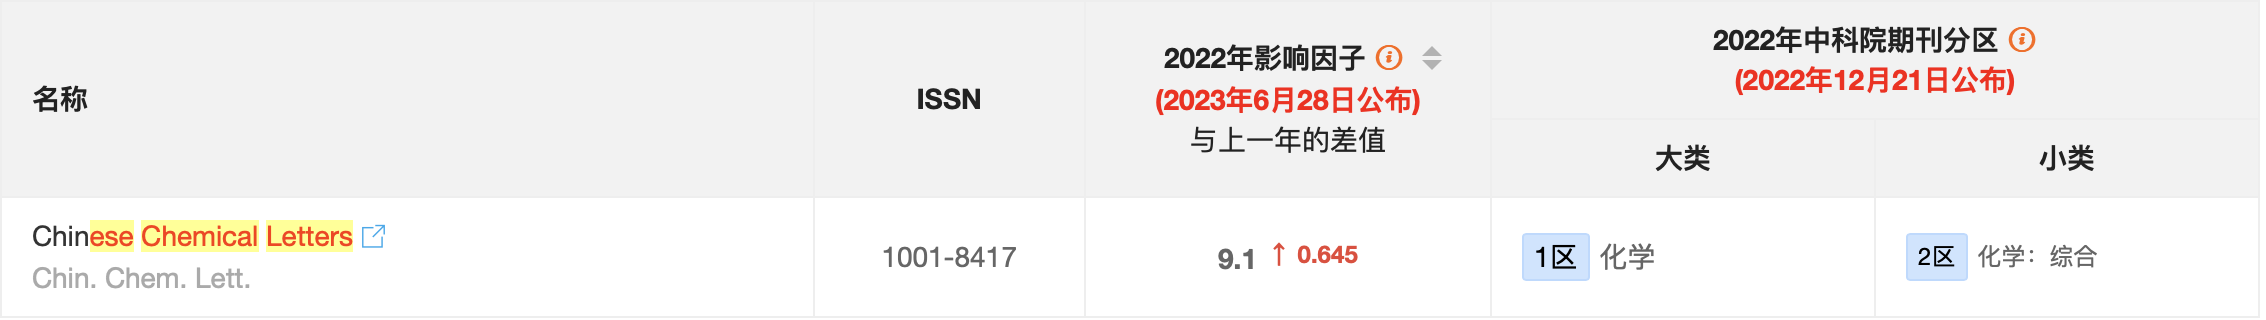 名称
ISSN
2022年影响因子
(2023年6月28日公布)
与上一年的差值
2022年中科院期刊分区
(2022年12月21日公布)
大类
小类
Chinese Chemical Letters
Chin. Chem. Lett.
1001-8417
9.1 ↑ 0.645
1区 化学
2区 化学：综合